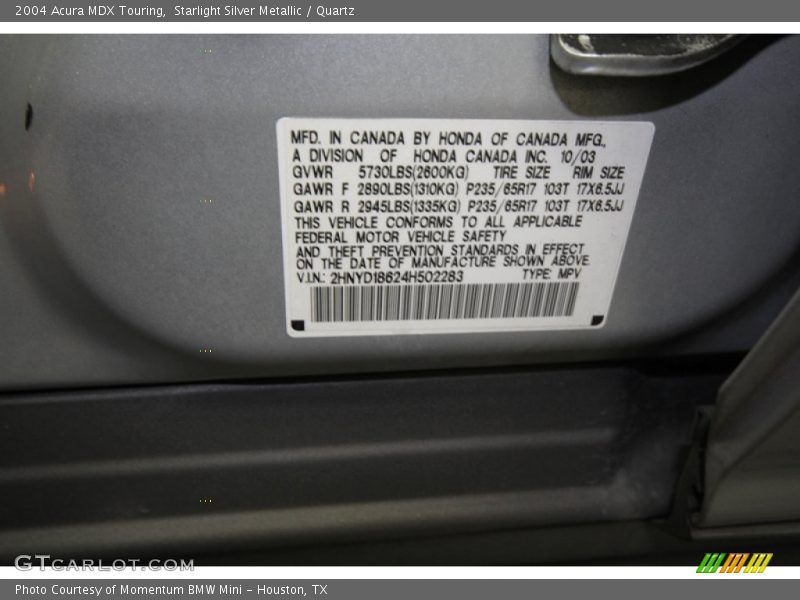 2004 Acura MDX Touring, Starlight Silver Metallic / Quartz
MFD. IN CANADA BY HONDA OF CANADA MFG.,
A DIVISION OF HONDA CANADA INC. 10/03
GVWR 5730LBS(2600KG) TIRE SIZE RIM SIZE
GAWR F 2890LBS(1310KG) P235/65R17 103T 17X6.5JJ
GAWR R 2945LBS(1335KG) P235/65R17 103T 17X6.5JJ
THIS VEHICLE CONFORMS TO ALL APPLICABLE
FEDERAL MOTOR VEHICLE SAFETY
AND THEFT PREVENTION STANDARDS IN EFFECT
ON THE DATE OF MANUFACTURE SHOWN ABOVE.
V.I.N.: 2HNYD18624H502283 TYPE: MPV
GTCARLOT.COM
Photo Courtesy of Momentum BMW Mini - Houston, TX